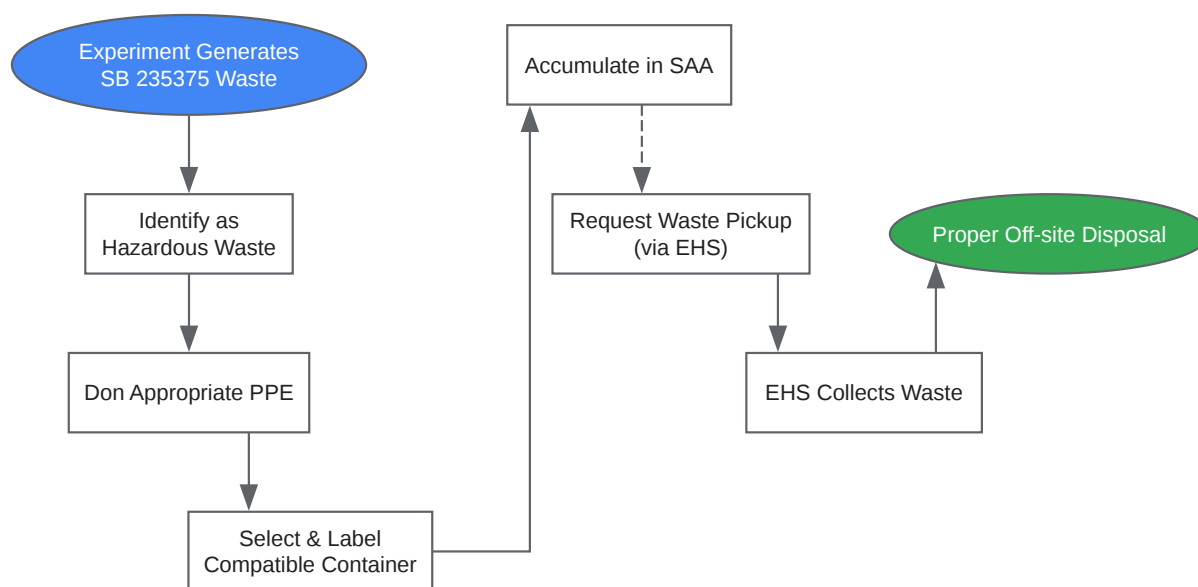 Experiment Generates
SB 235375 Waste
Identify as
Hazardous Waste
Don Appropriate PPE
Select & Label
Compatible Container
Accumulate in SAA
Request Waste Pickup
(via EHS)
EHS Collects Waste
Proper Off-site Disposal